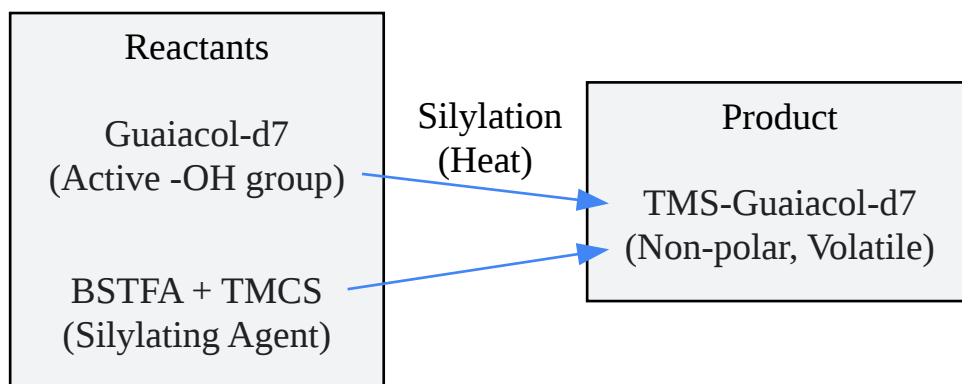 Reactants
Guaiacol-d7
(Active -OH group)
BSTFA + TMCS
(Silylating Agent)
Silylation
(Heat)
Product
TMS-Guaiacol-d7
(Non-polar, Volatile)